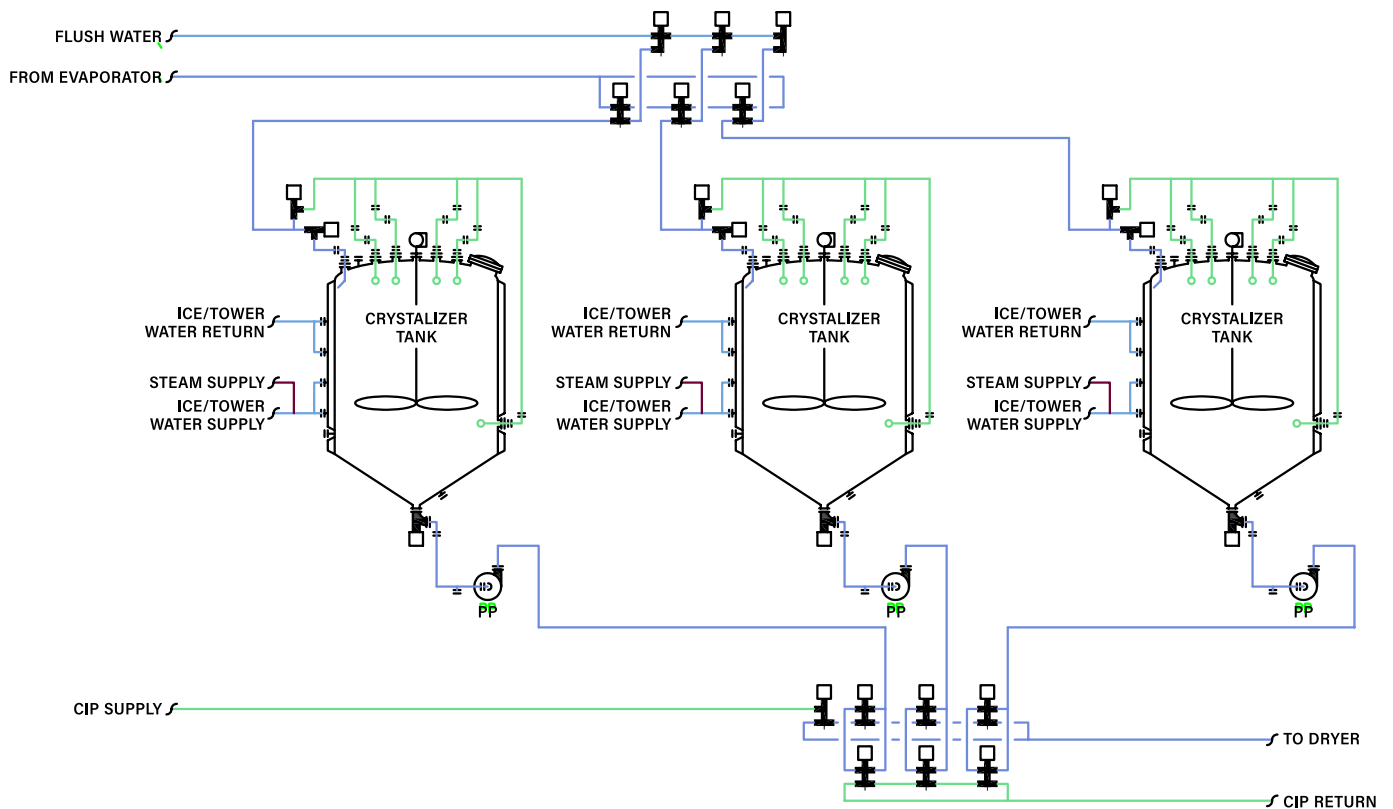 FLUSH WATER
FROM EVAPORATOR
ICE/TOWER
WATER RETURN
CRYSTALIZER
TANK
STEAM SUPPLY
ICE/TOWER
WATER SUPPLY
ICE/TOWER
WATER RETURN
CRYSTALIZER
TANK
STEAM SUPPLY
ICE/TOWER
WATER SUPPLY
ICE/TOWER
WATER RETURN
CRYSTALIZER
TANK
STEAM SUPPLY
ICE/TOWER
WATER SUPPLY
PP
PP
PP
CIP SUPPLY
TO DRYER
CIP RETURN